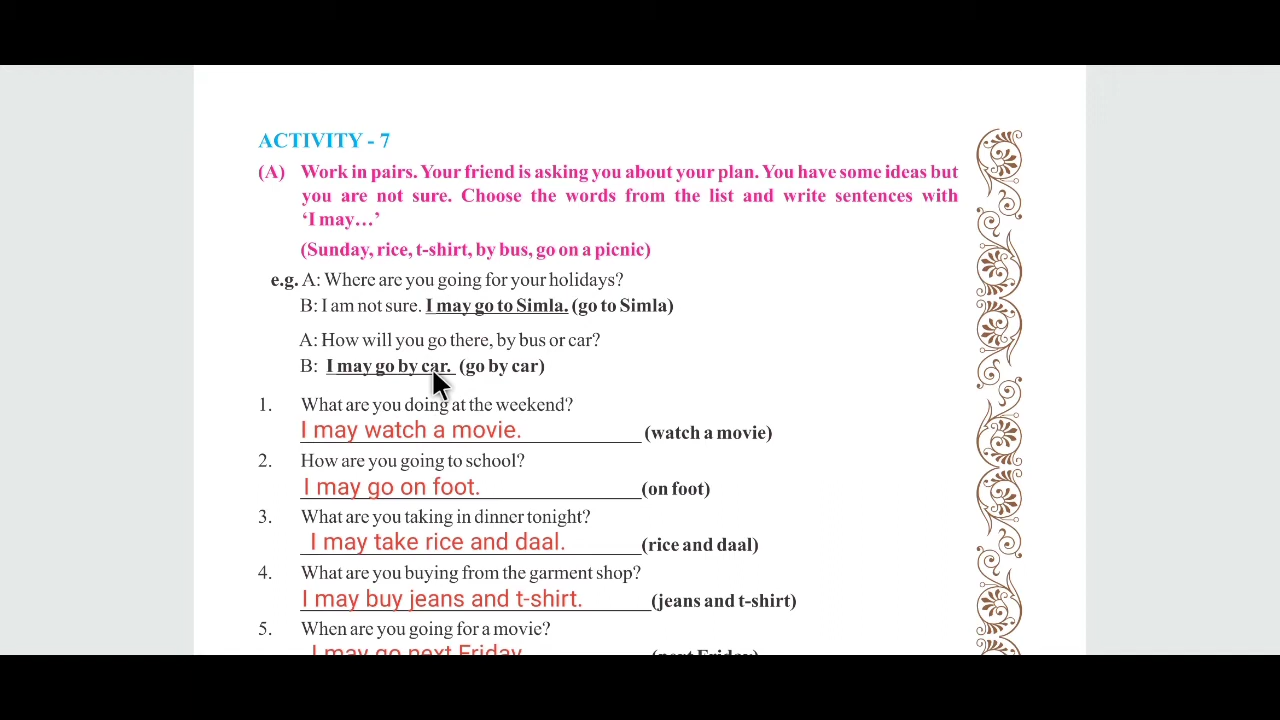 ACTIVITY - 7
(A) Work in pairs. Your friend is asking you about your plan. You have some ideas but
you are not sure. Choose the words from the list and write sentences with
‘I may…’
(Sunday, rice, t-shirt, by bus, go on a picnic)
e.g. A: Where are you going for your holidays?
B: I am not sure. I may go to Simla. (go to Simla)
A: How will you go there, by bus or car?
B: I may go by car. (go by car)
1. What are you doing at the weekend?
I may watch a movie. (watch a movie)
2. How are you going to school?
I may go on foot. (on foot)
3. What are you taking in dinner tonight?
I may take rice and daal. (rice and daal)
4. What are you buying from the garment shop?
I may buy jeans and t-shirt. (jeans and t-shirt)
5. When are you going for a movie?
I may go next Friday (next Friday)